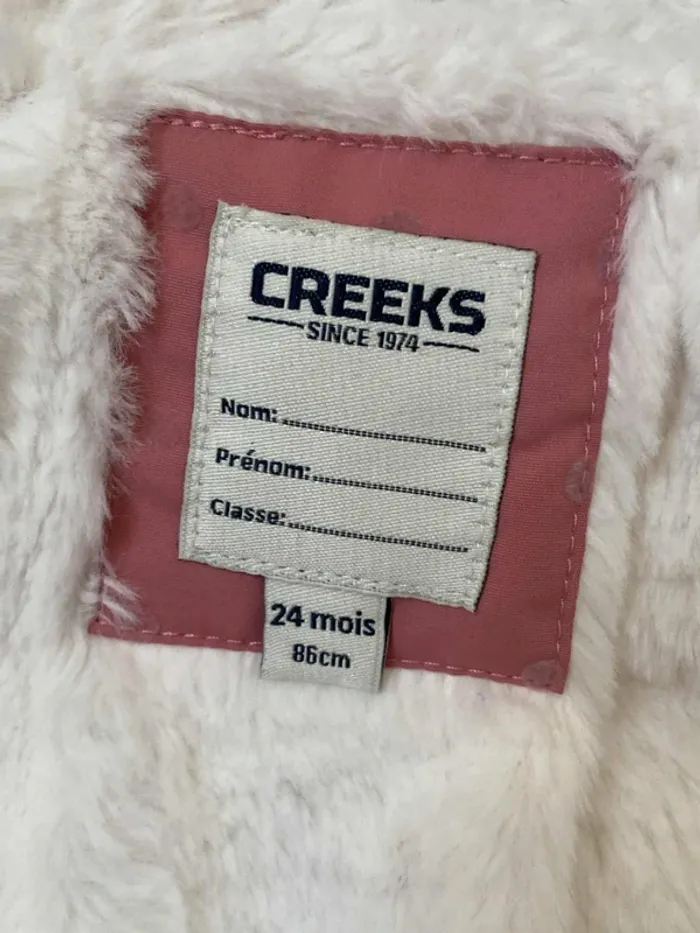 CREEKS
SINCE 1974
Nom:
Prénom:
Classe:
24 mois
86cm